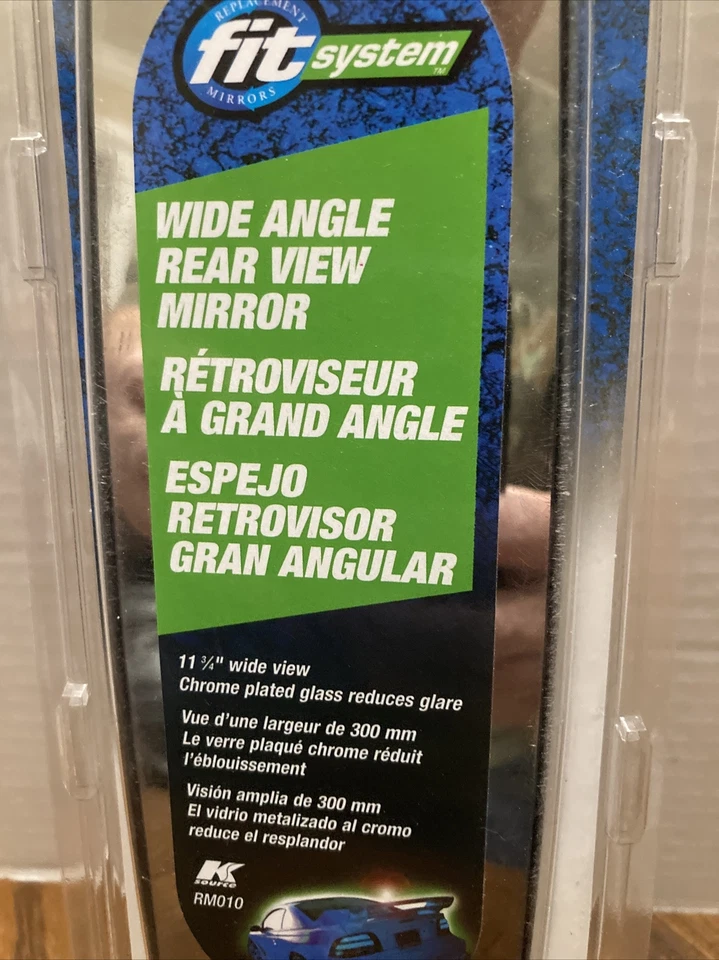 REPLACEMENT
fit system™
MIRRORS
WIDE ANGLE
REAR VIEW
MIRROR
RÉTROVISEUR
À GRAND ANGLE
ESPEJO
RETROVISOR
GRAN ANGULAR
11 ¾" wide view
Chrome plated glass reduces glare
Vue d'une largeur de 300 mm
Le verre plaqué chrome réduit
l'éblouissement
Visión amplia de 300 mm
El vidrio metalizado al cromo
reduce el resplandor
K
SOURCE
RM010